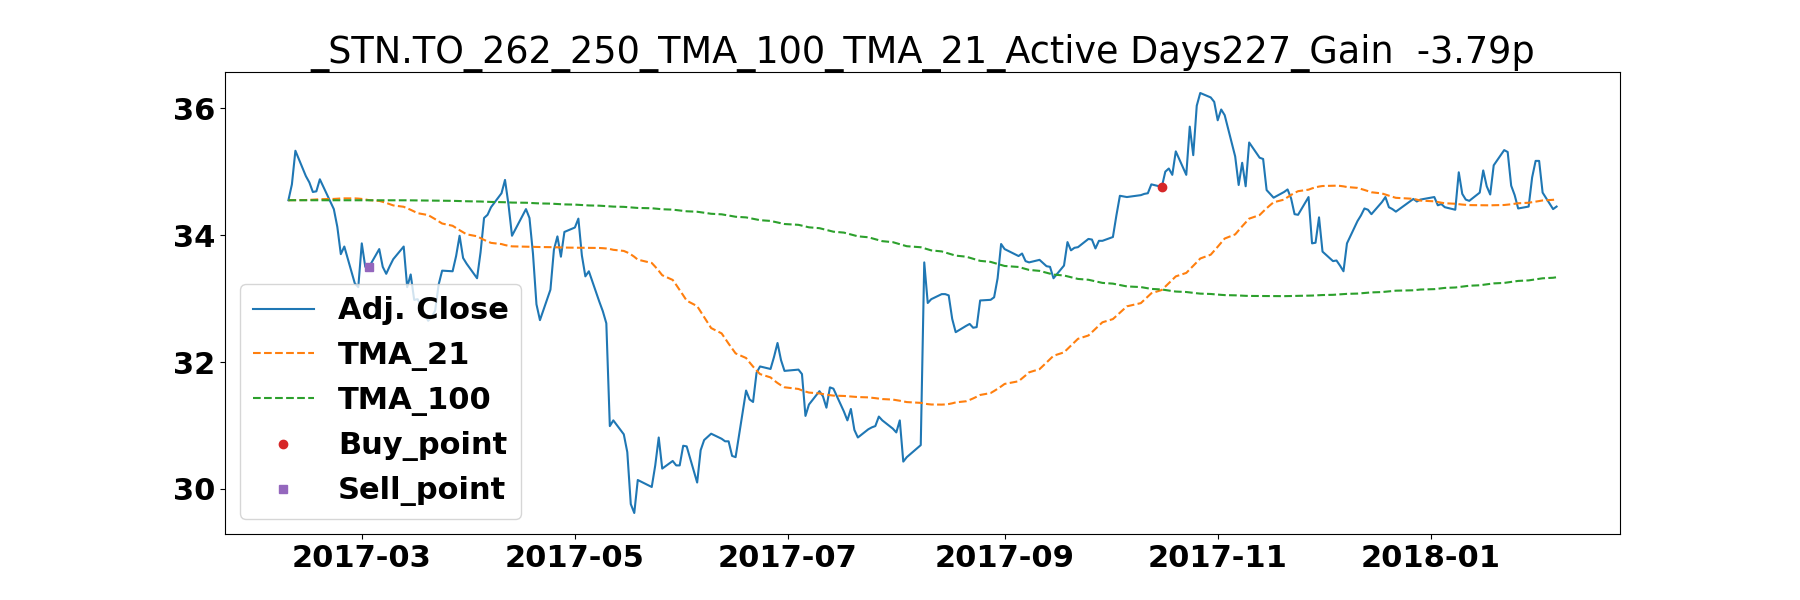 _STN.TO_262_250_TMA_100_TMA_21_Active Days227_Gain  -3.79p
36
34
32
30
Adj. Close
TMA_21
TMA_100
Buy_point
Sell_point
2017-03 2017-05 2017-07 2017-09 2017-11 2018-01